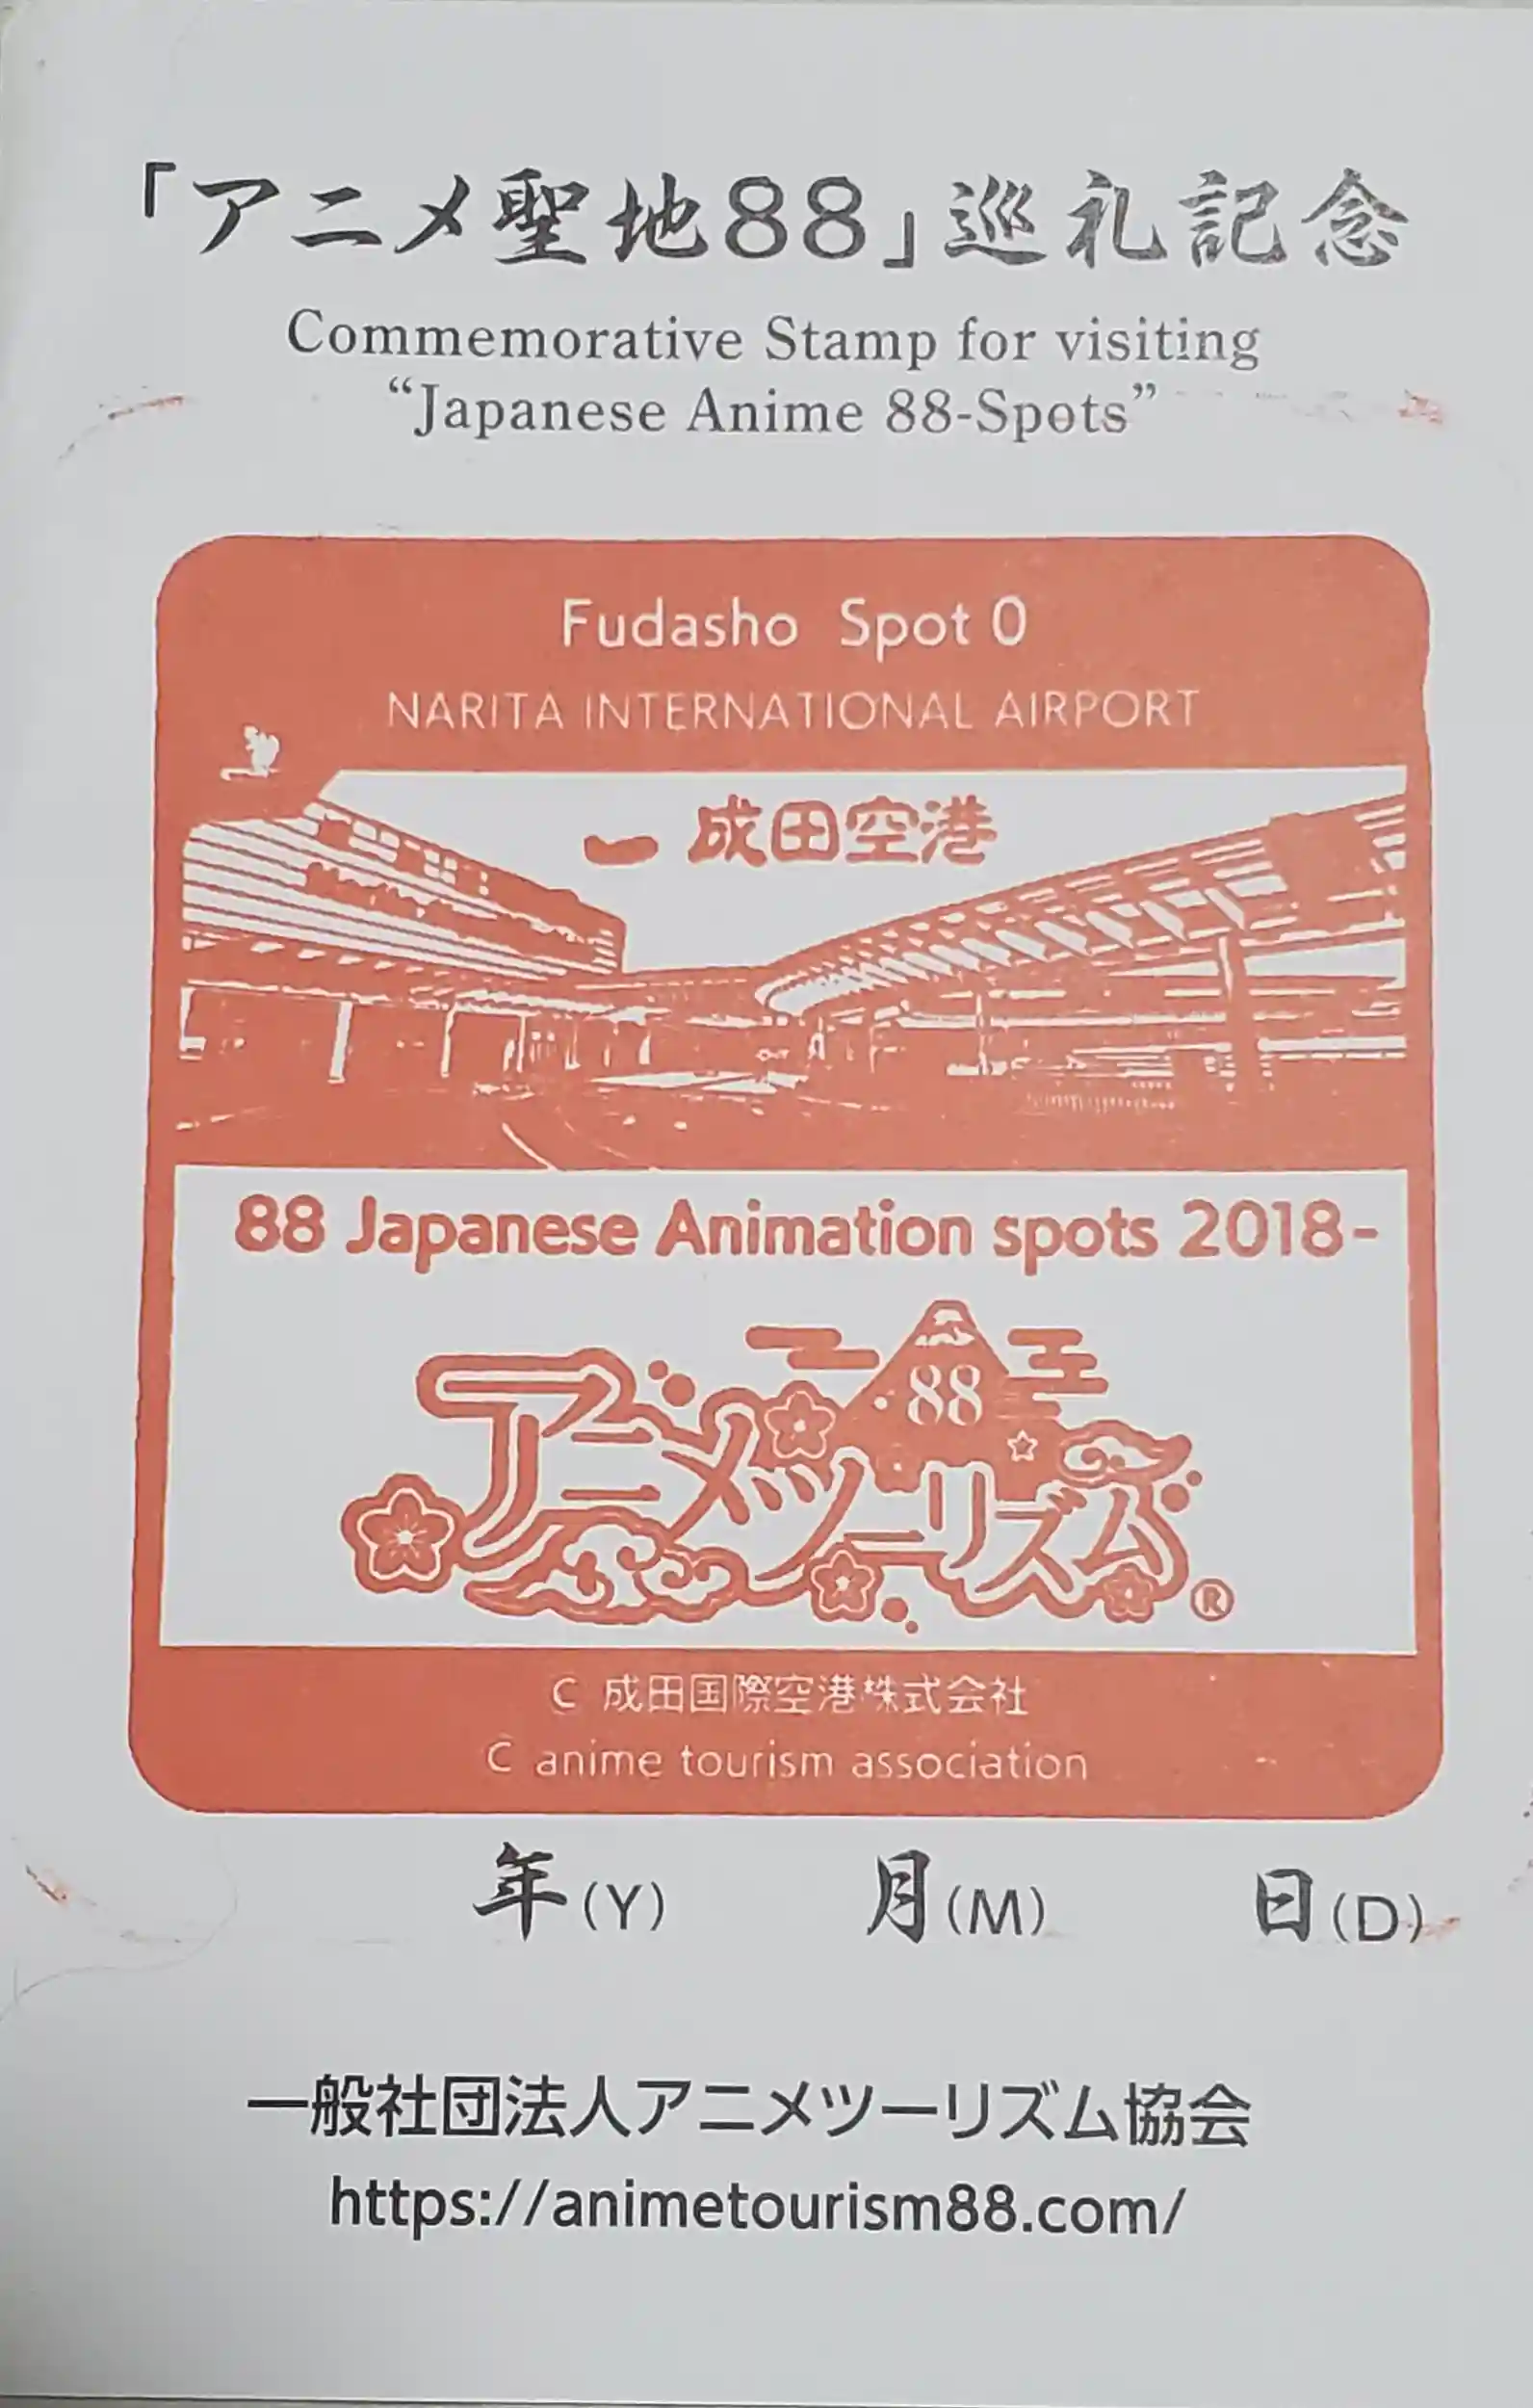 「アニメ聖地88」巡礼記念
Commemorative Stamp for visiting
“Japanese Anime 88-Spots”
Fudasho Spot 0
NARITA INTERNATIONAL AIRPORT
成田空港
88 Japanese Animation spots 2018-
88
アニメツーリズム®
C 成田国際空港株式会社
C anime tourism association
年(Y) 月(M) 日(D)
一般社団法人アニメツーリズム協会
https://animetourism88.com/